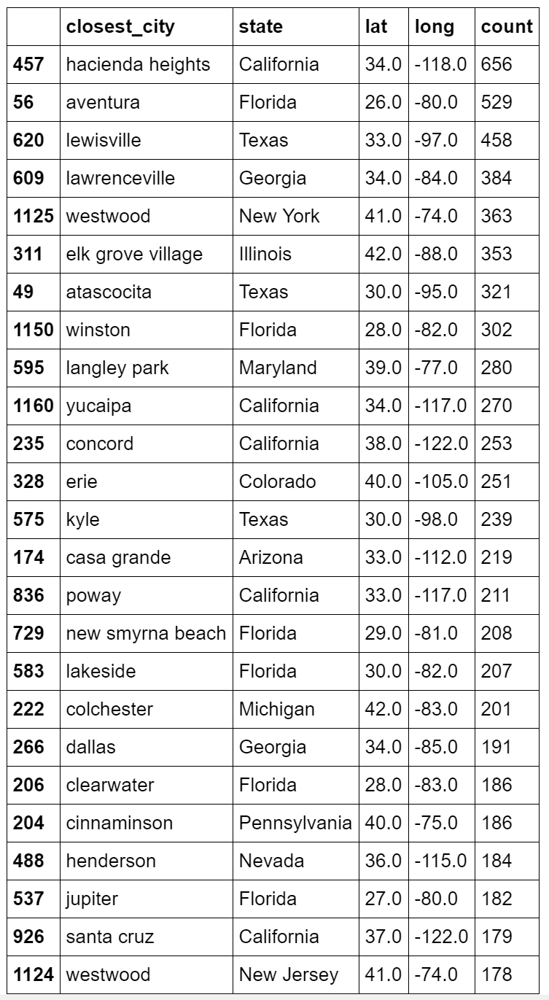 closest_city state lat long count
457 hacienda heights California 34.0 -118.0 656
56 aventura Florida 26.0 -80.0 529
620 lewisville Texas 33.0 -97.0 458
609 lawrenceville Georgia 34.0 -84.0 384
1125 westwood New York 41.0 -74.0 363
311 elk grove village Illinois 42.0 -88.0 353
49 atascocita Texas 30.0 -95.0 321
1150 winston Florida 28.0 -82.0 302
595 langley park Maryland 39.0 -77.0 280
1160 yucaipa California 34.0 -117.0 270
235 concord California 38.0 -122.0 253
328 erie Colorado 40.0 -105.0 251
575 kyle Texas 30.0 -98.0 239
174 casa grande Arizona 33.0 -112.0 219
836 poway California 33.0 -117.0 211
729 new smyrna beach Florida 29.0 -81.0 208
583 lakeside Florida 30.0 -82.0 207
222 colchester Michigan 42.0 -83.0 201
266 dallas Georgia 34.0 -85.0 191
206 clearwater Florida 28.0 -83.0 186
204 cinnaminson Pennsylvania 40.0 -75.0 186
488 henderson Nevada 36.0 -115.0 184
537 jupiter Florida 27.0 -80.0 182
926 santa cruz California 37.0 -122.0 179
1124 westwood New Jersey 41.0 -74.0 178